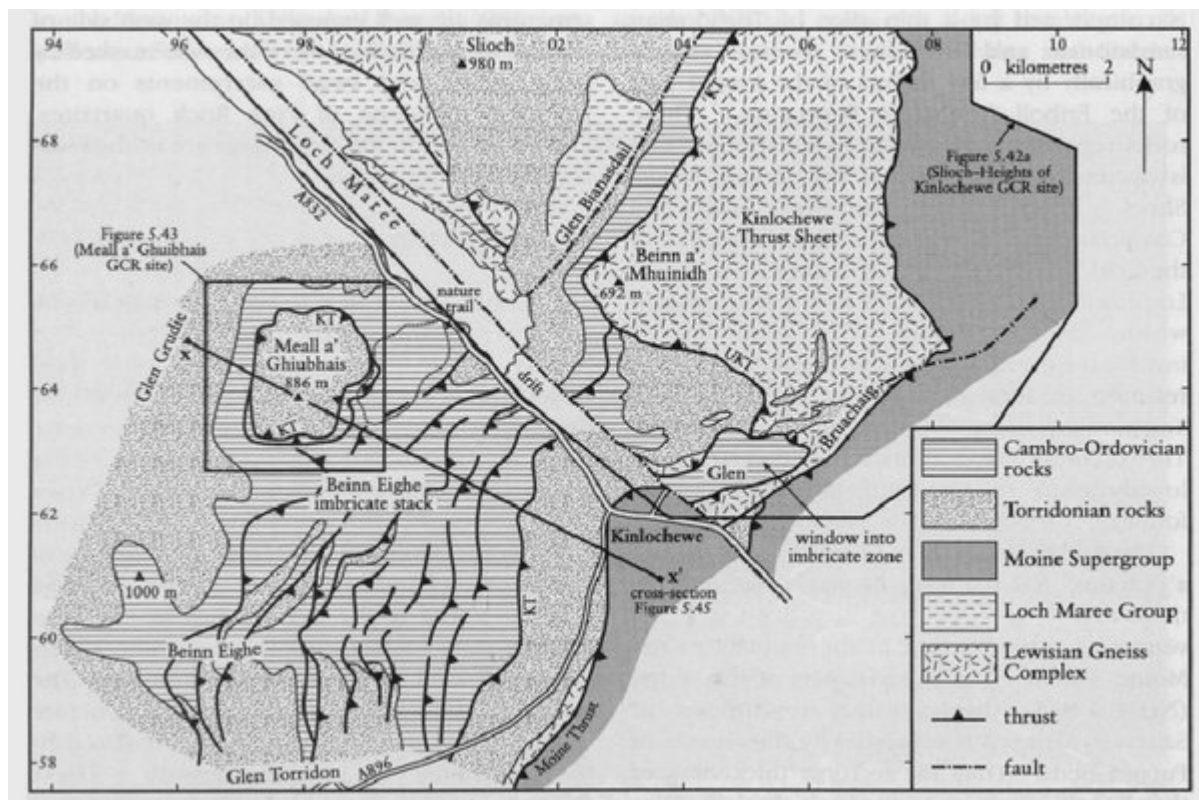 94
96
98
02
04
06
08
10
12
Slioch
980 m
0 kilometres 2
N
KT
68
Loch Maree
A832
Glen Bianasdail
Figure 5.42a
(Slioch–Heights of
Kinlochewe GCR site)
Kinlochewe
Thrust Sheet
Figure 5.43
(Meall a' Ghuibhais
GCR site)
66
Beinn a'
Mhuinidh
692 m
nature
trail
Glen Grudie
x
KT
Meall a'
Ghiubhais
886 m
KT
64
drift
UKT
Glen
Bruachaig
Beinn Eighe
imbricate stack
62
Kinlochewe
window into
imbricate zone
x'
cross-section
Figure 5.45
1000 m
KT
60
Beinn Eighe
Moine Thrust
58
Glen Torridon
A896
Cambro-Ordovician
rocks
Torridonian rocks
Moine Supergroup
Loch Maree Group
Lewisian Gneiss
Complex
thrust
fault